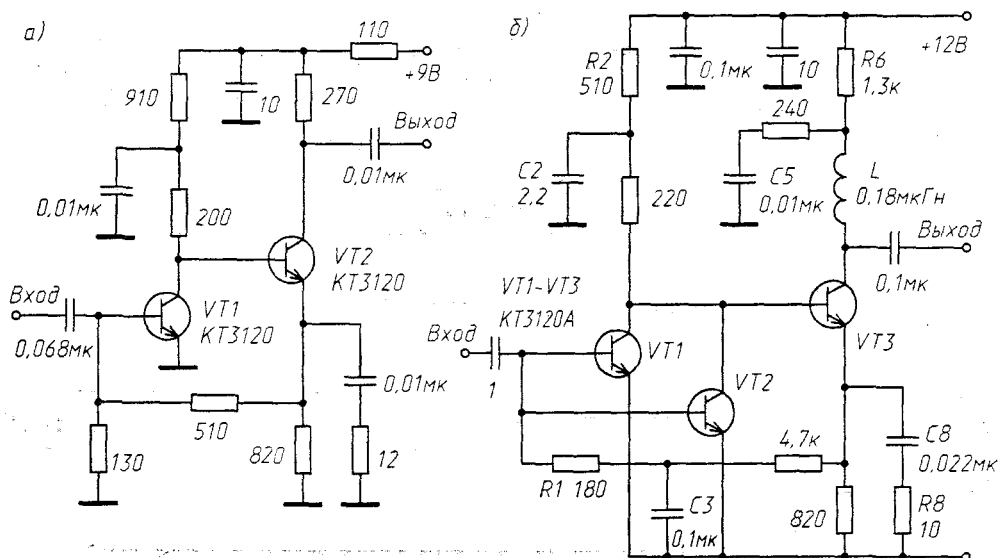 а)
110
+9В
910
10
270
Выход
0,01мк
0,01мк
200
VT2
КТ3120
Вход
VT1
КТ3120
0,068мк
0,01мк
510
130
820
12
б)
+12В
R2
510
0,1мк
10
R6
1,3к
240
C2
2,2
220
C5
0,01мк
L
0,18мкГн
Выход
0,1мк
VT1-VT3
КТ3120А
Вход
VT1
VT3
1
VT2
4,7к
C8
0,022мк
R1 180
C3
0,1мк
820
R8
10